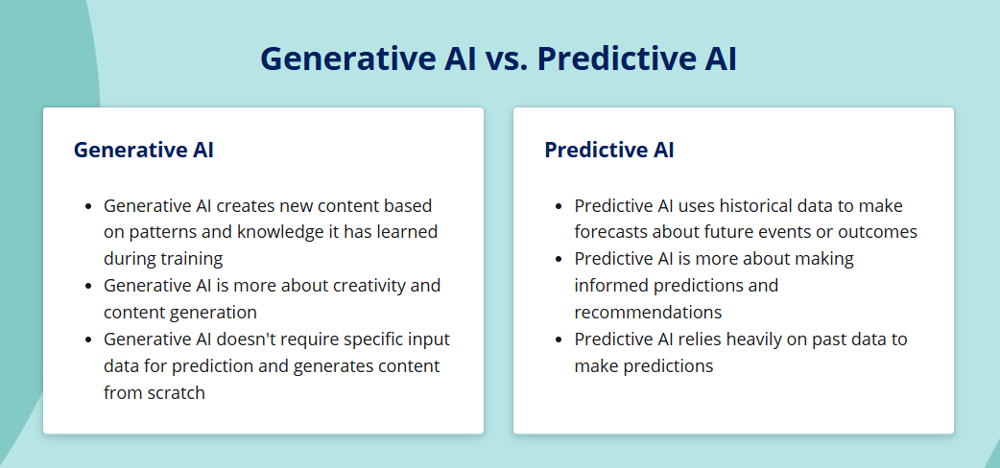 Generative AI vs. Predictive AI
Generative AI
• Generative AI creates new content based
on patterns and knowledge it has learned
during training
• Generative AI is more about creativity and
content generation
• Generative AI doesn't require specific input
data for prediction and generates content
from scratch
Predictive AI
• Predictive AI uses historical data to make
forecasts about future events or outcomes
• Predictive AI is more about making
informed predictions and
recommendations
• Predictive AI relies heavily on past data to
make predictions